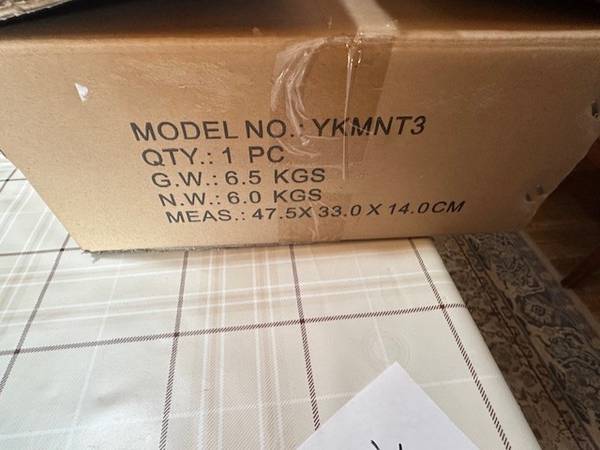 MODEL NO.: YKMNT3
QTY.: 1 PC
G.W.: 6.5 KGS
N.W.: 6.0 KGS
MEAS.: 47.5X 33.0 X 14.0CM